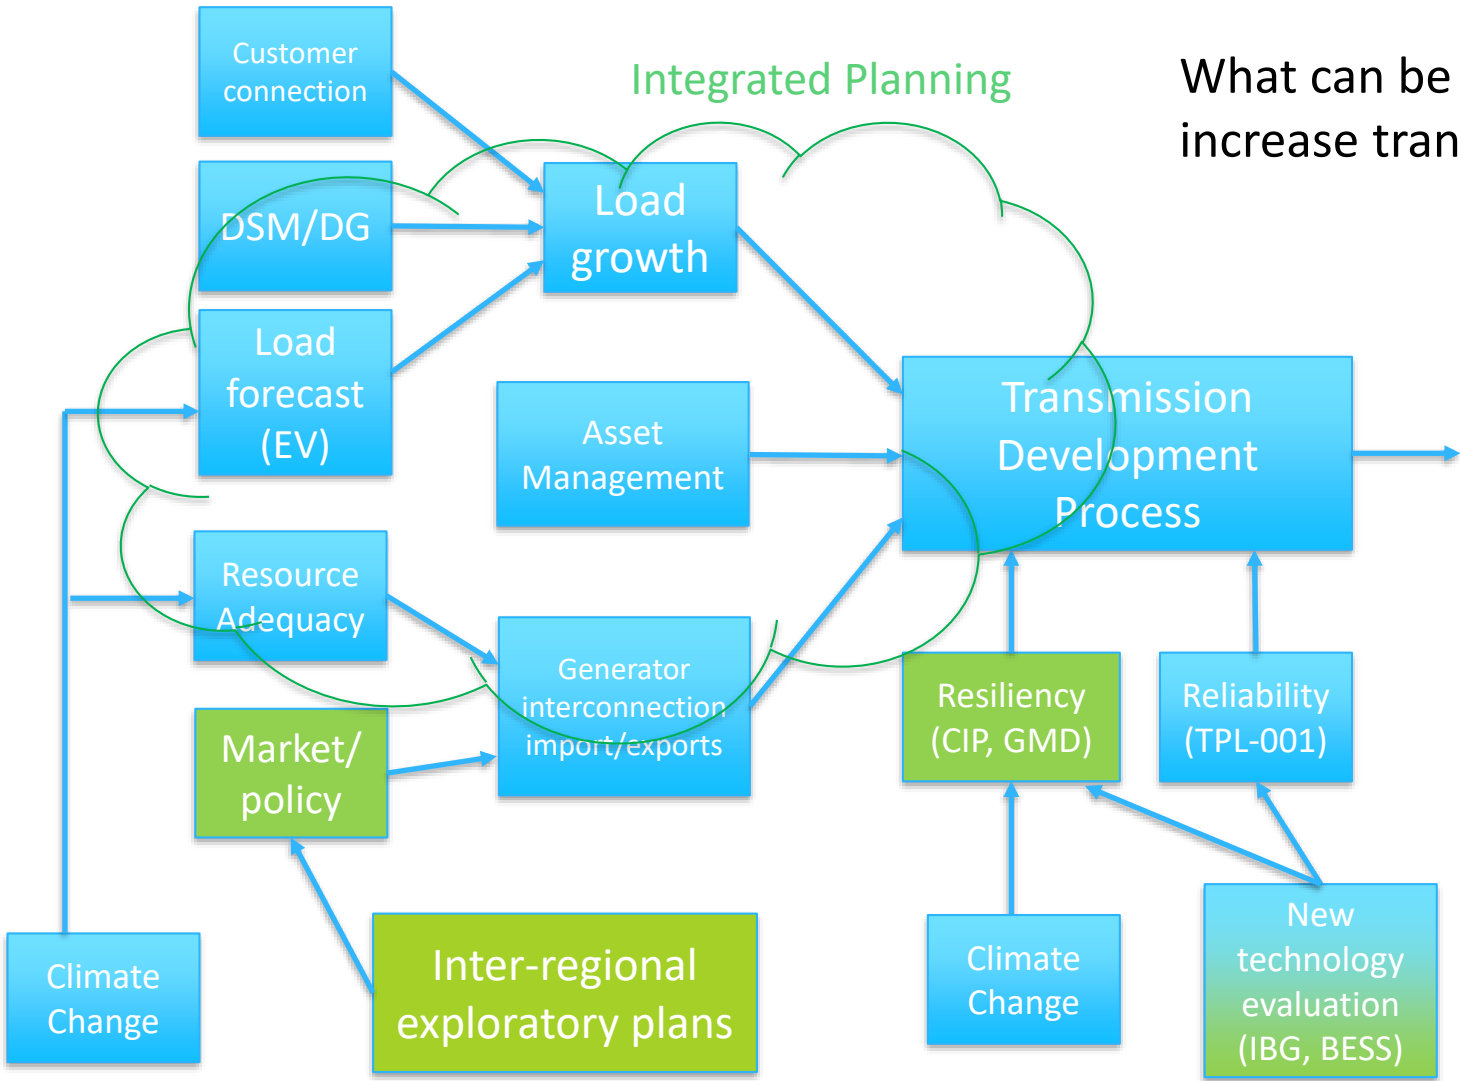 Customer
connection
Integrated Planning
What can be
increase tran
DSM/DG
Load
growth
Load
forecast
(EV)
Asset
Management
Transmission
Development
Process
Resource
Adequacy
Generator
interconnection
import/exports
Market/
policy
Resiliency
(CIP, GMD)
Reliability
(TPL-001)
Climate
Change
Inter-regional
exploratory plans
Climate
Change
New
technology
evaluation
(IBG, BESS)